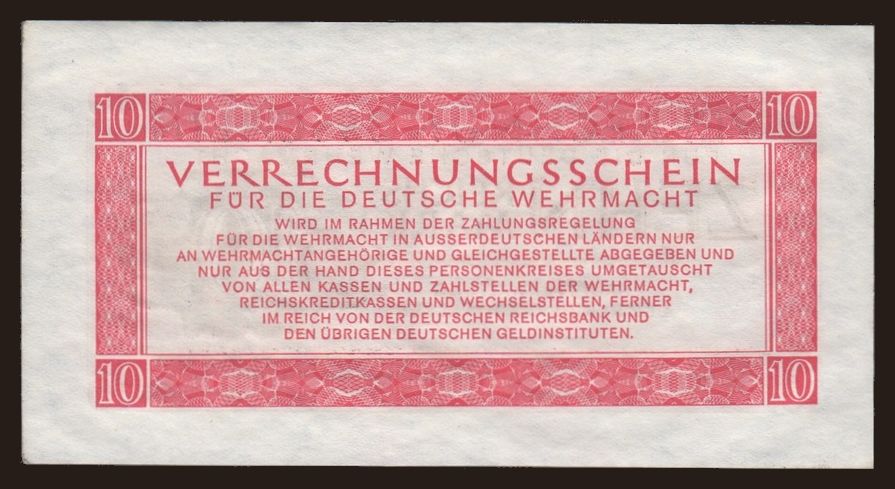 10 10
VERRECHNUNGSSCHEIN
FÜR DIE DEUTSCHE WEHRMACHT
WIRD IM RAHMEN DER ZAHLUNGSREGELUNG
FÜR DIE WEHRMACHT IN AUSSERDEUTSCHEN LÄNDERN NUR
AN WEHRMACHTANGEHÖRIGE UND GLEICHGESTELLTE ABGEGEBEN UND
NUR AUS DER HAND DIESES PERSONENKREISES UMGETAUSCHT
VON ALLEN KASSEN UND ZAHLSTELLEN DER WEHRMACHT,
REICHSKREDITKASSEN UND WECHSELSTELLEN, FERNER
IM REICH VON DER DEUTSCHEN REICHSBANK UND
DEN ÜBRIGEN DEUTSCHEN GELDINSTITUTEN.
10 10